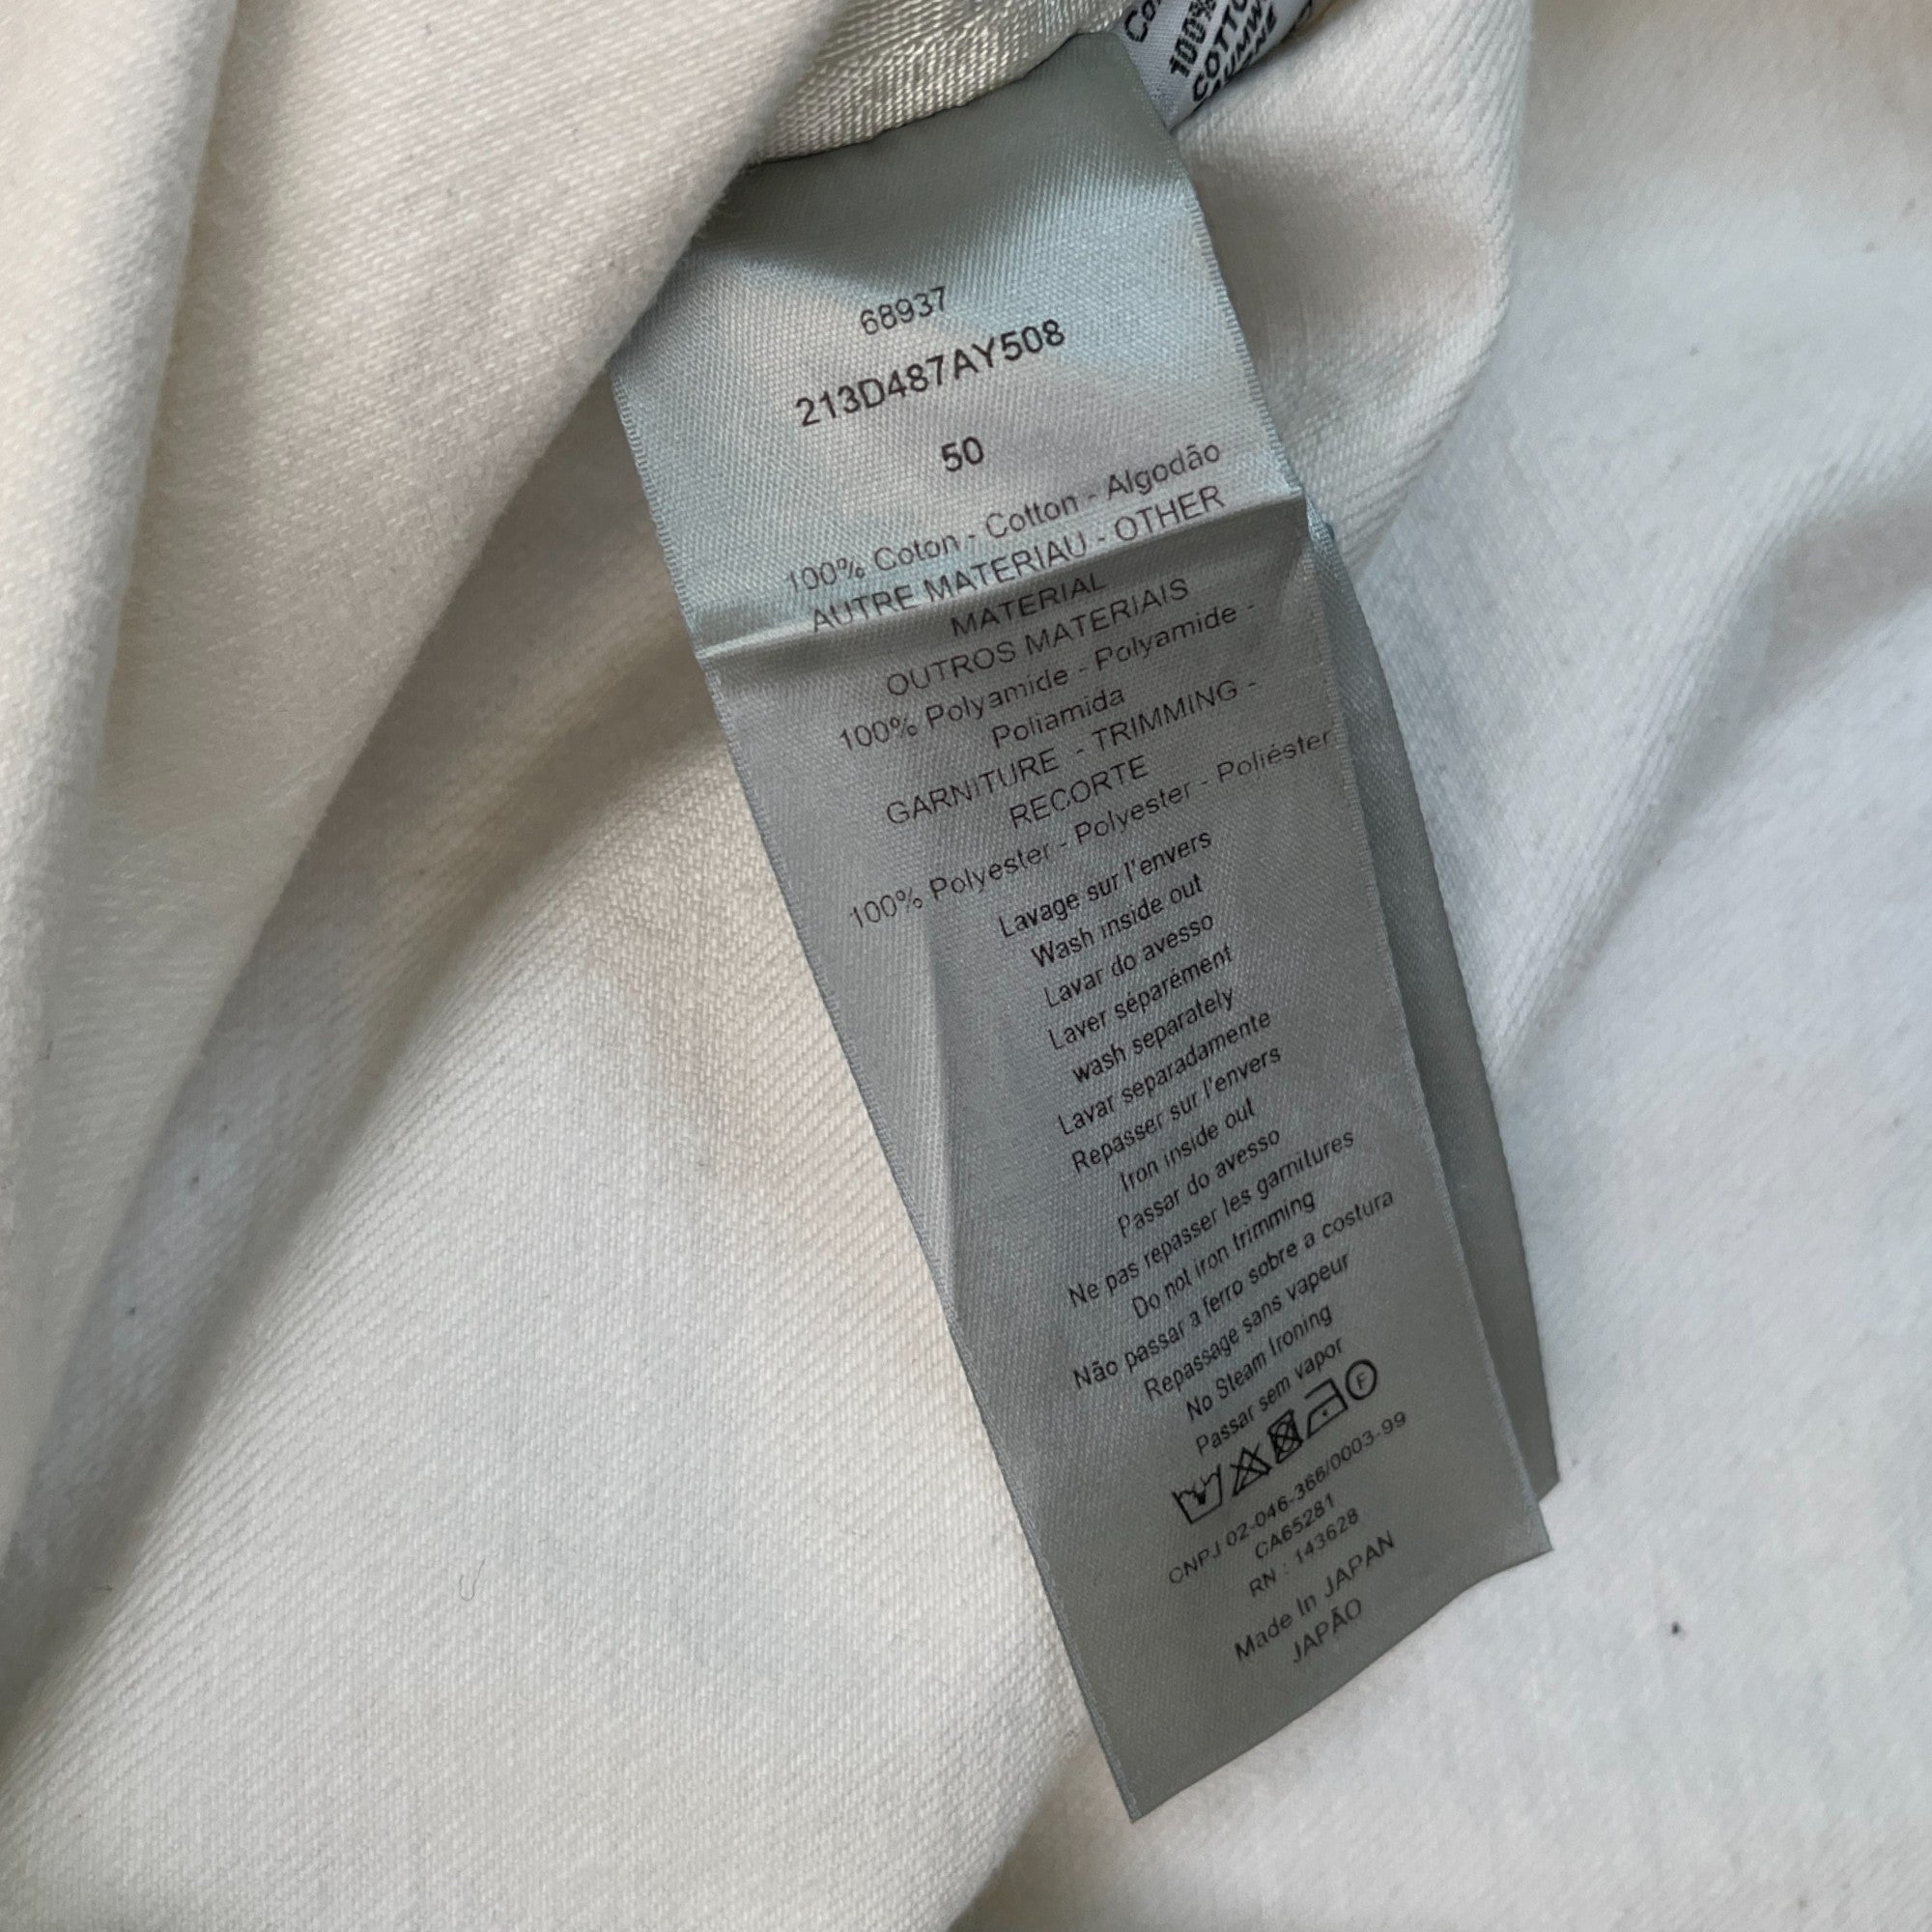 100%
68937
213D487AY508
50
100% Coton - Cotton - Algodão
AUTRE MATERIAU - OTHER
MATERIAL
OUTROS MATERIAIS
100% Polyamide - Polyamide -
Poliamida
GARNITURE - TRIMMING -
RECORTE
100% Polyester - Polyester - Poliéster
Lavage sur l'envers
Wash inside out
Lavar do avesso
Laver séparément
wash separately
Lavar separadamente
Repasser sur l'envers
Iron inside out
Passar do avesso
Ne pas repasser les garnitures
Do not iron trimming
Não passar a ferro sobre a costura
Repassage sans vapeur
No Steam Ironing
Passar sem vapor
F
CNPJ 02-046-366/0003-99
CA65281
RN : 143628
Made In JAPAN
JAPÃO